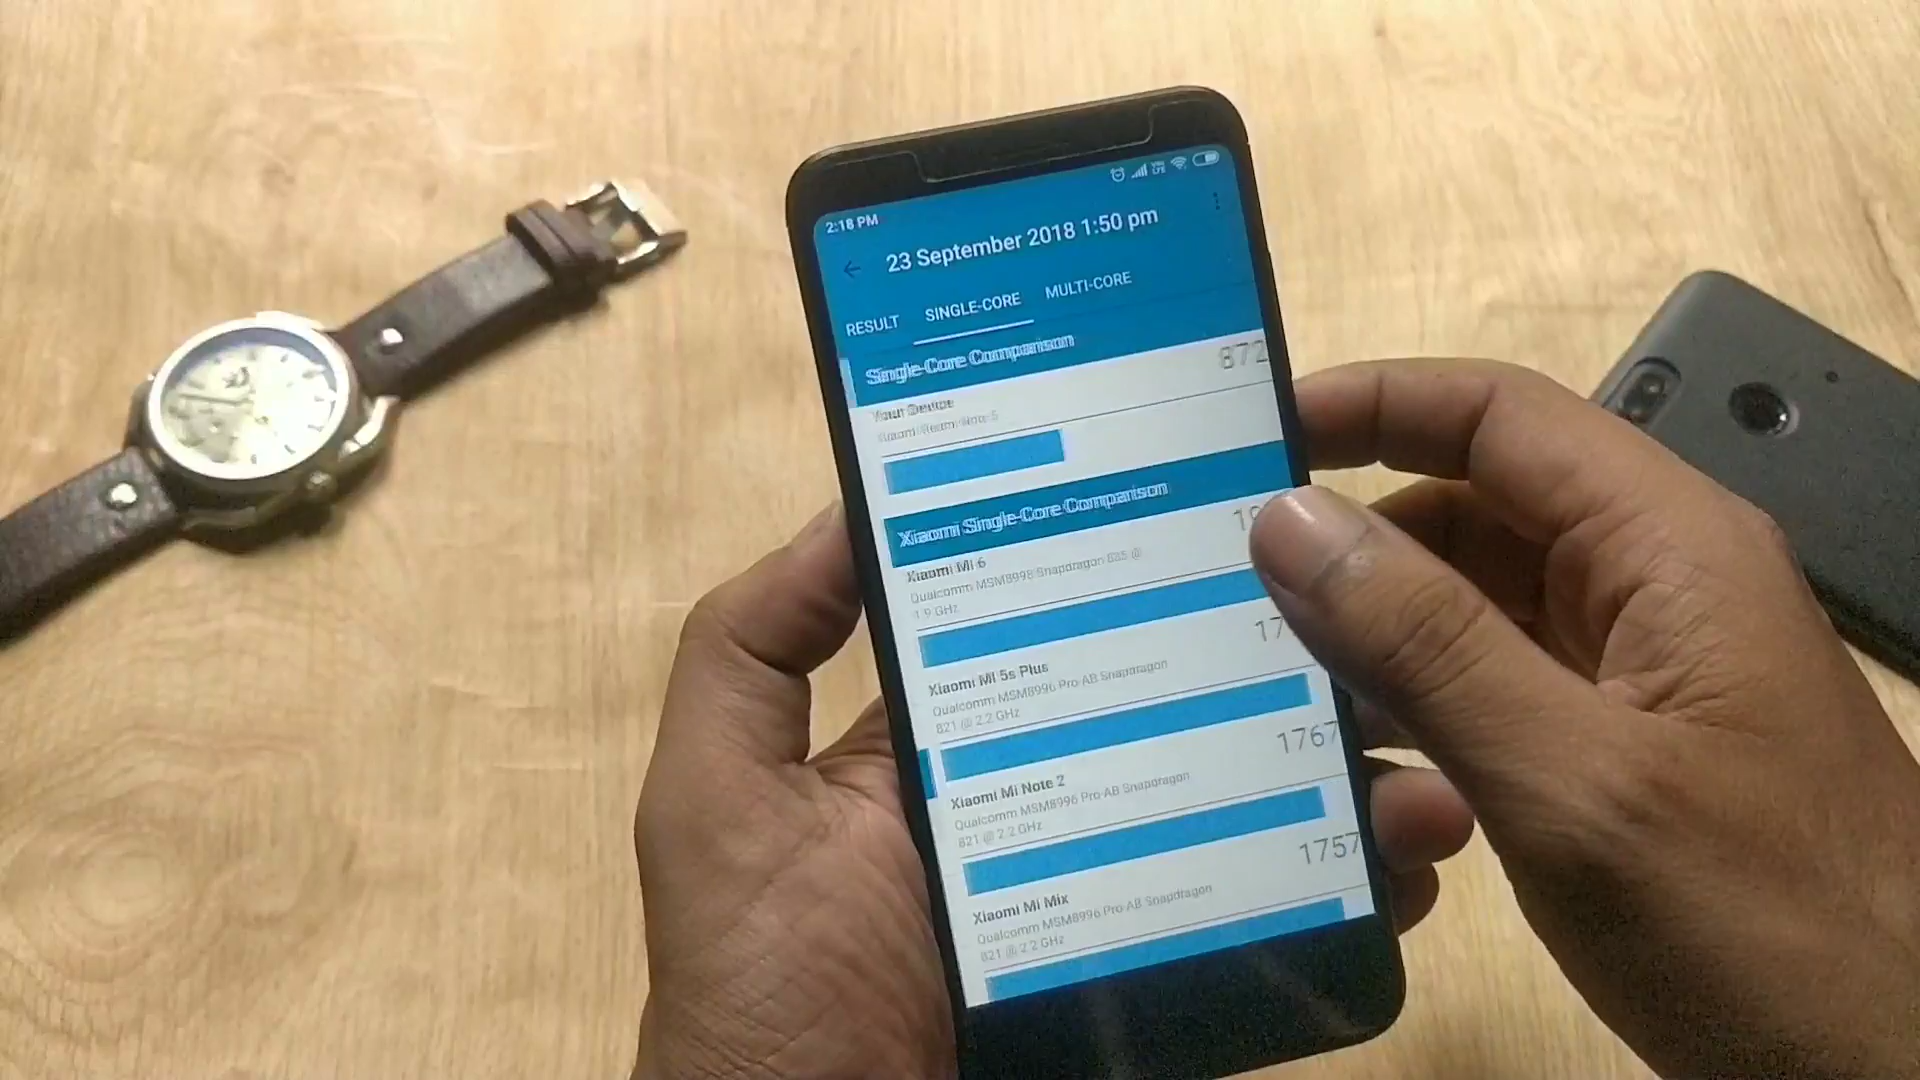 2:18 PM
23 September 2018 1:50 pm
RESULT SINGLE-CORE MULTI-CORE
Single-Core Comparison
872
Your Device
Xiaomi Redmi Note 5
Xiaomi Single-Core Comparison
Xiaomi Mi 6
Qualcomm MSM8998 Snapdragon 835 @
1.9 GHz
Xiaomi Mi 5s Plus
Qualcomm MSM8996 Pro-AB Snapdragon
821 @ 2.2 GHz
1767
Xiaomi Mi Note 2
Qualcomm MSM8996 Pro-AB Snapdragon
821 @ 2.2 GHz
1757
Xiaomi Mi Mix
Qualcomm MSM8996 Pro-AB Snapdragon
821 @ 2.2 GHz